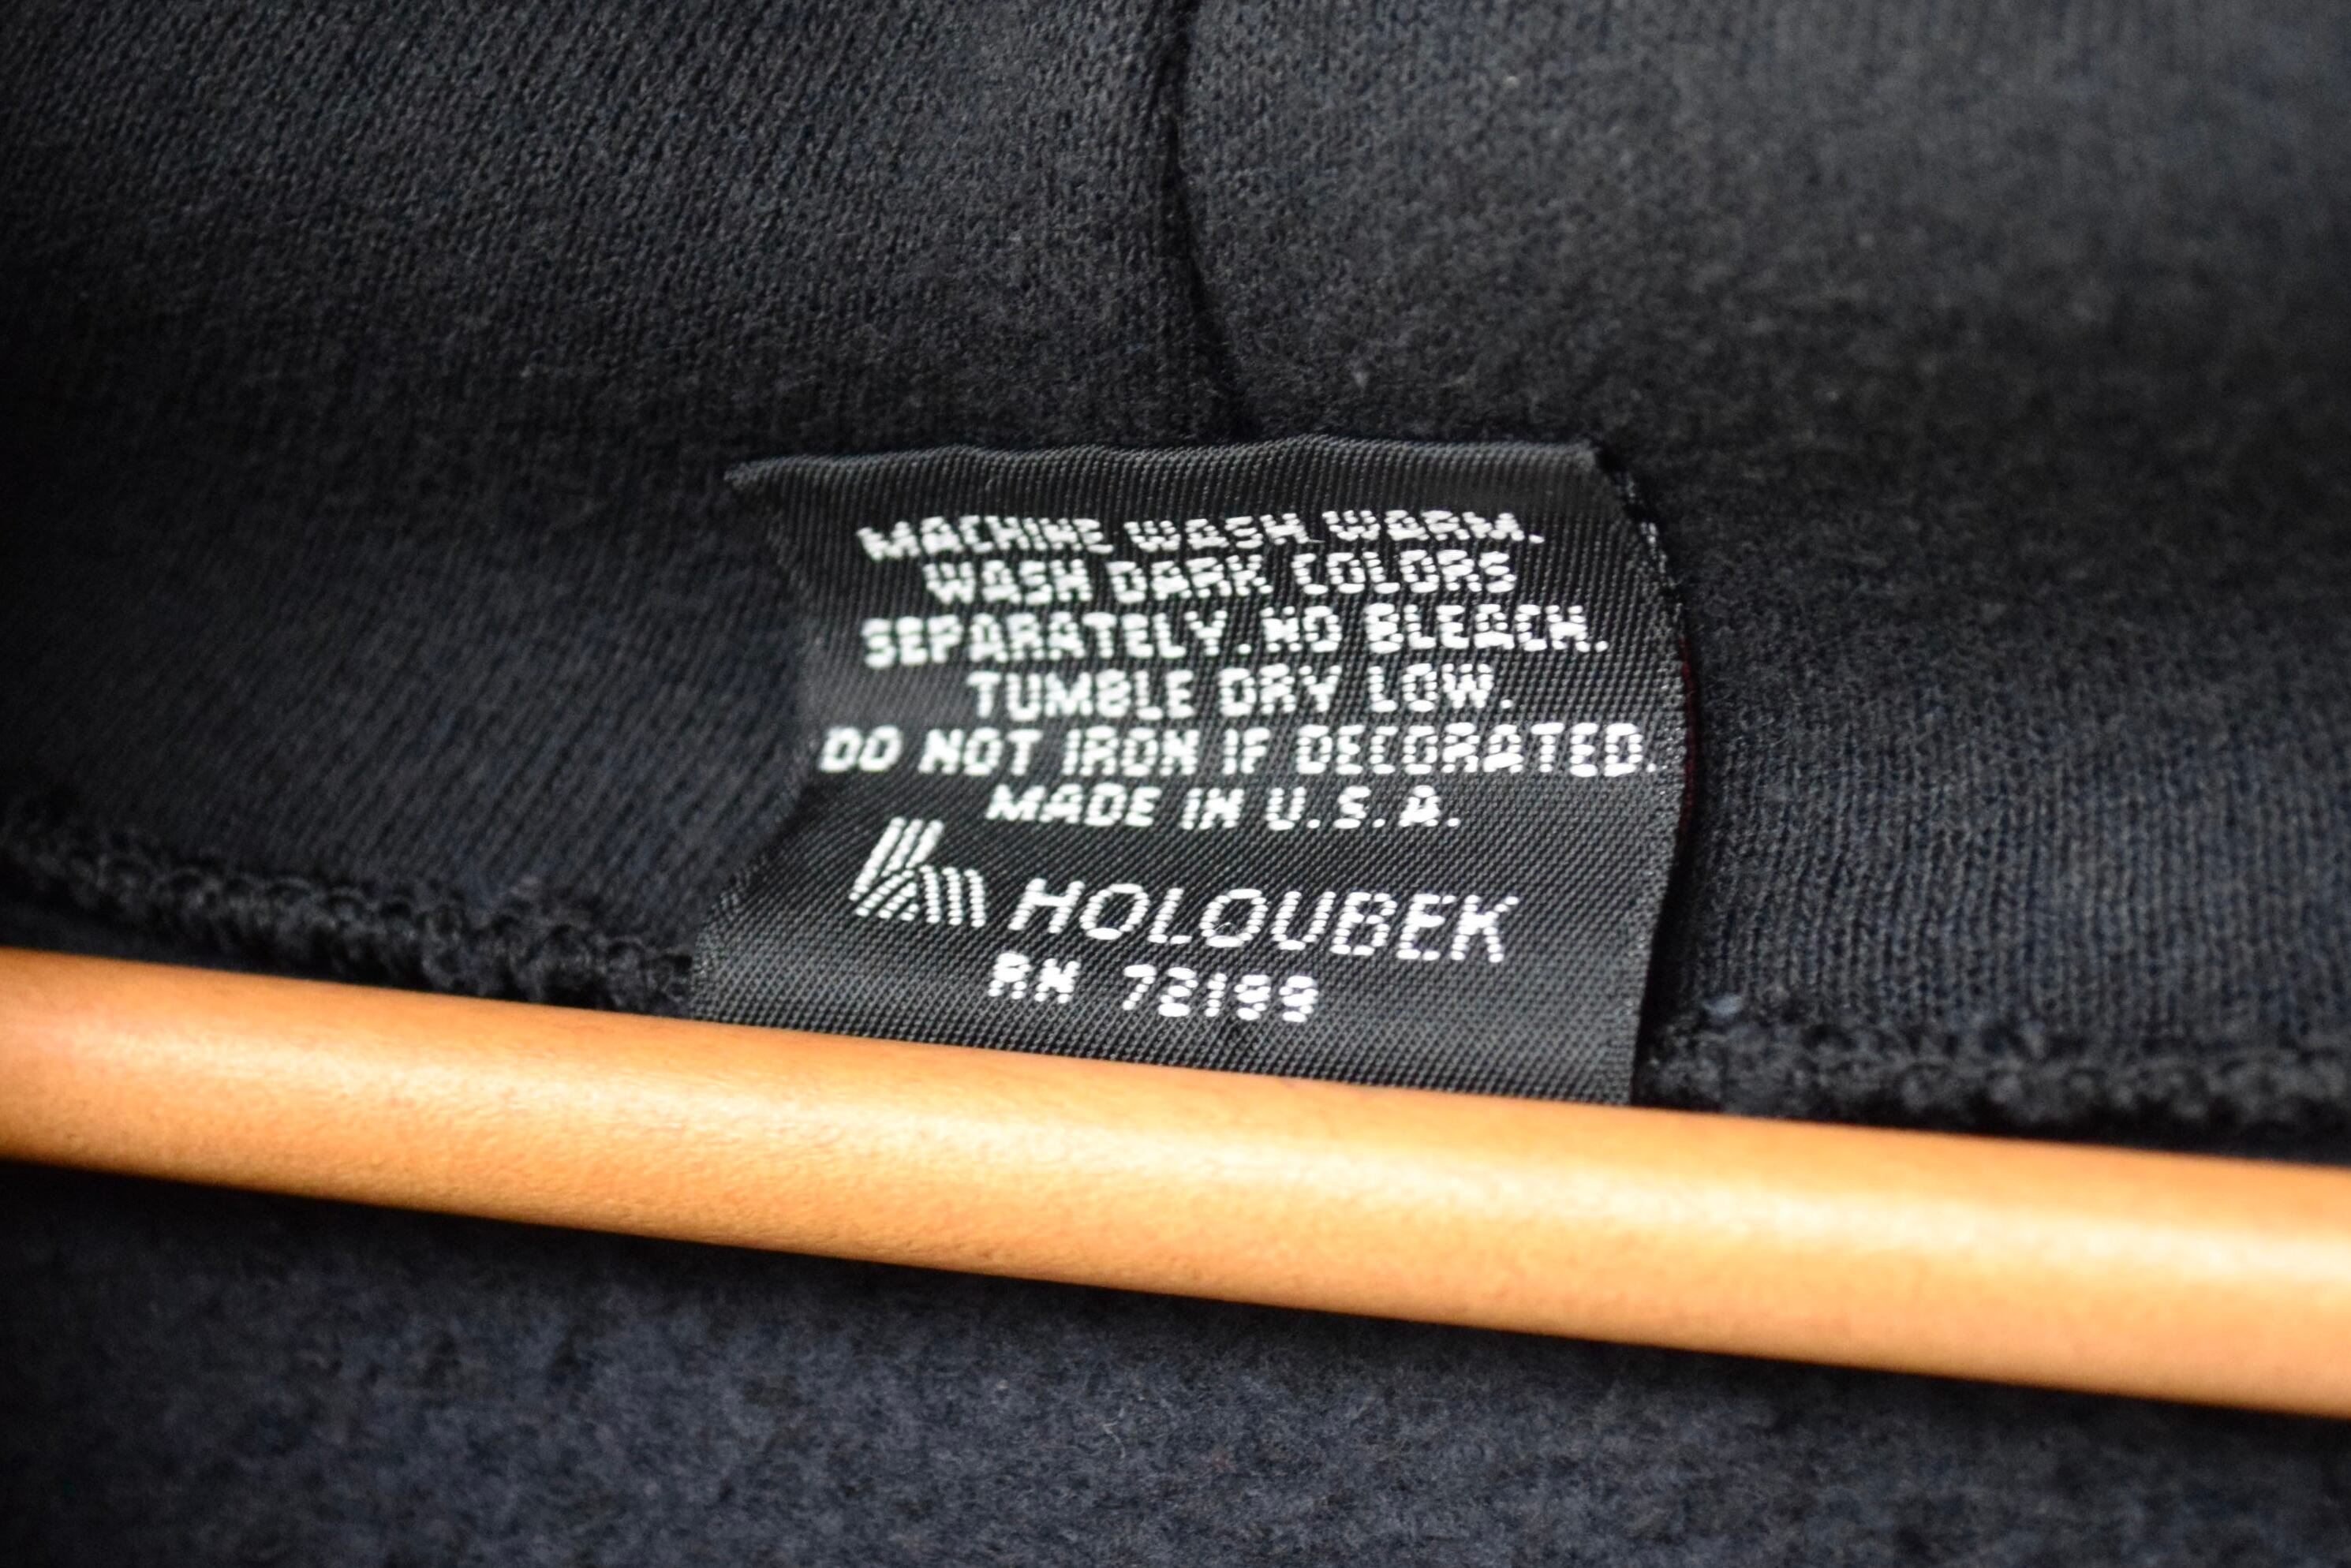 MACHINE WASH WARM.
WASH DARK COLORS
SEPARATELY. NO BLEACH.
TUMBLE DRY LOW.
DO NOT IRON IF DECORATED.
MADE IN U.S.A.
HOLOUBEK
RN 72199